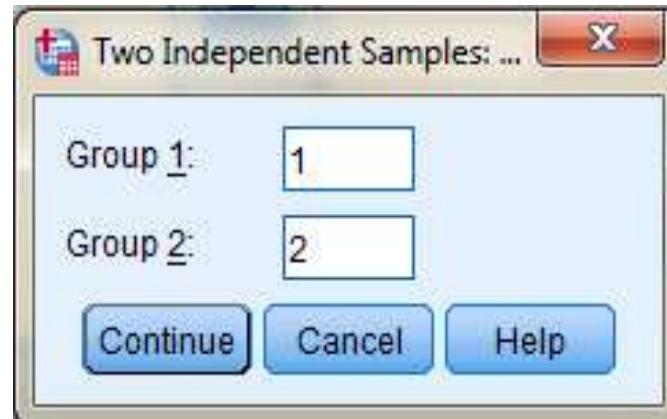 Two Independent Samples: ...
Group 1: 1
Group 2: 2
Continue Cancel Help